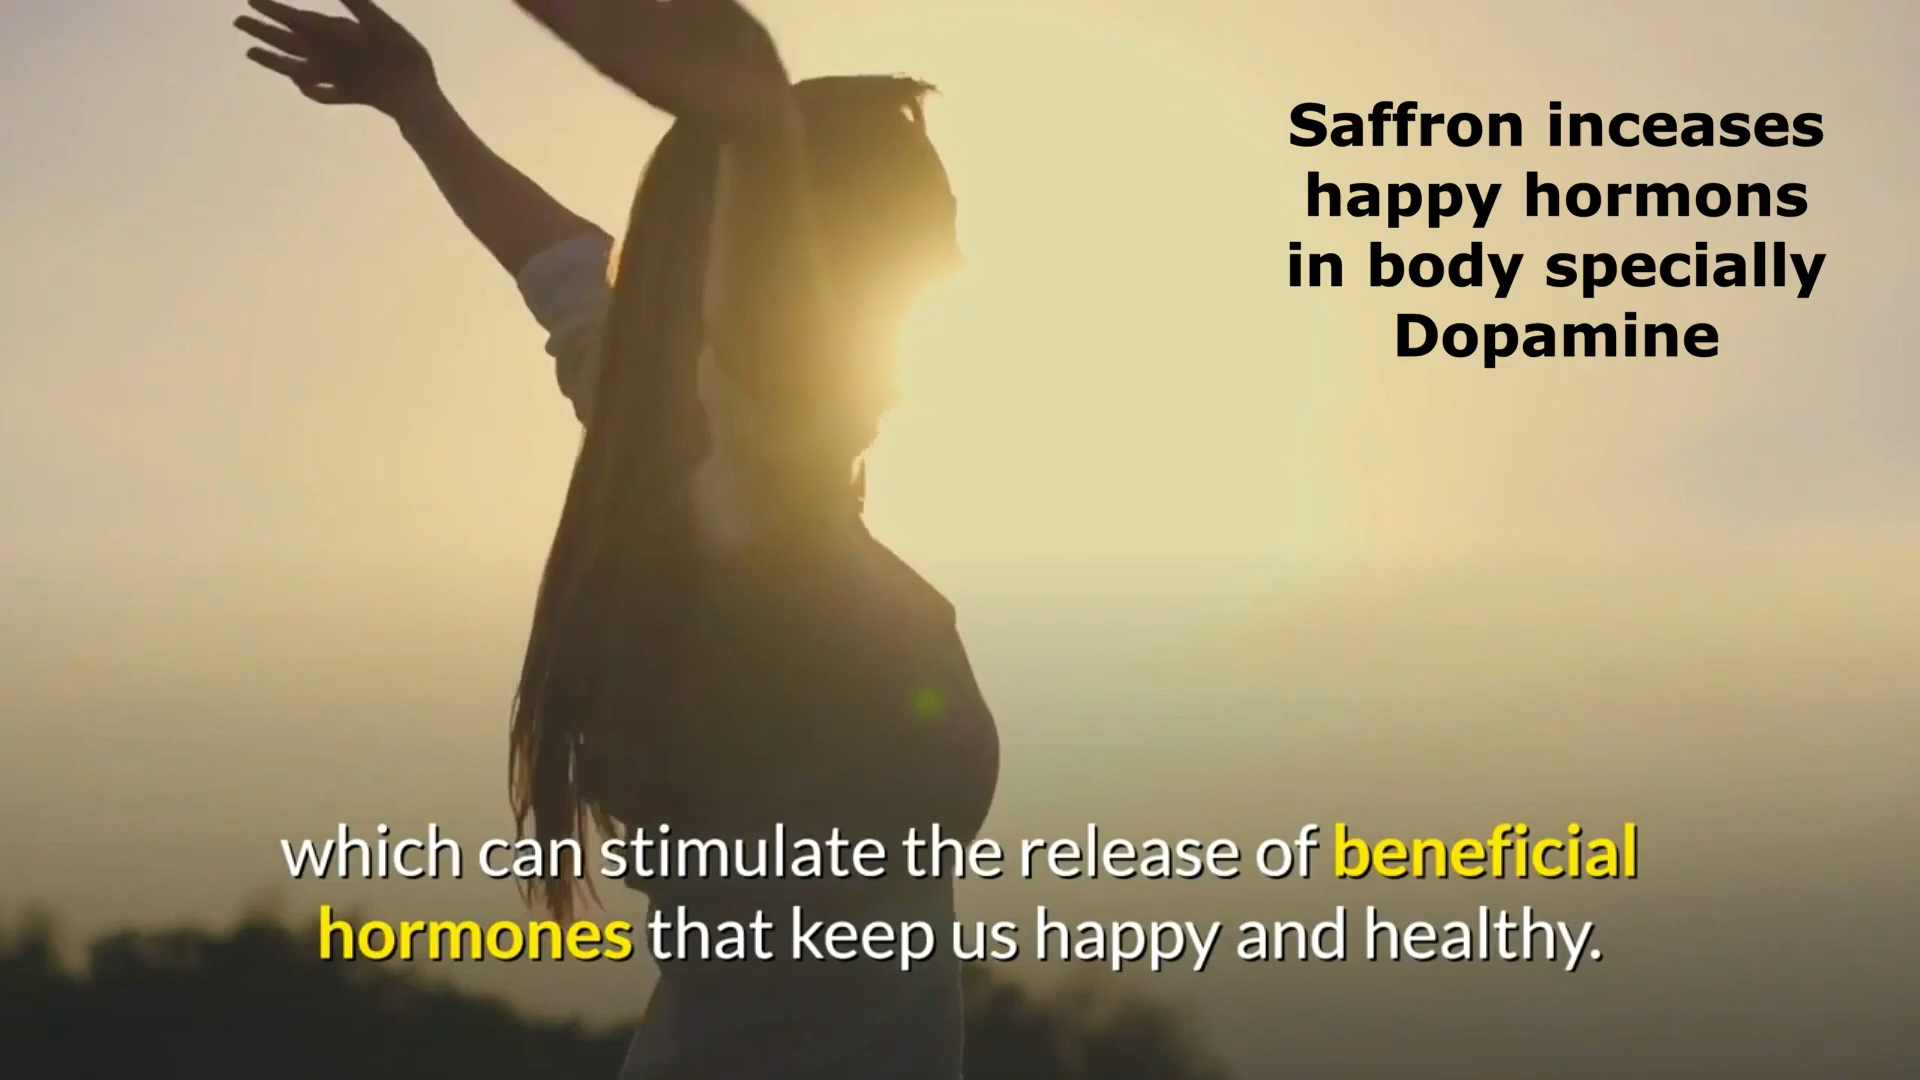 Saffron inceases
happy hormons
in body specially
Dopamine
which can stimulate the release of beneficial
hormones that keep us happy and healthy.